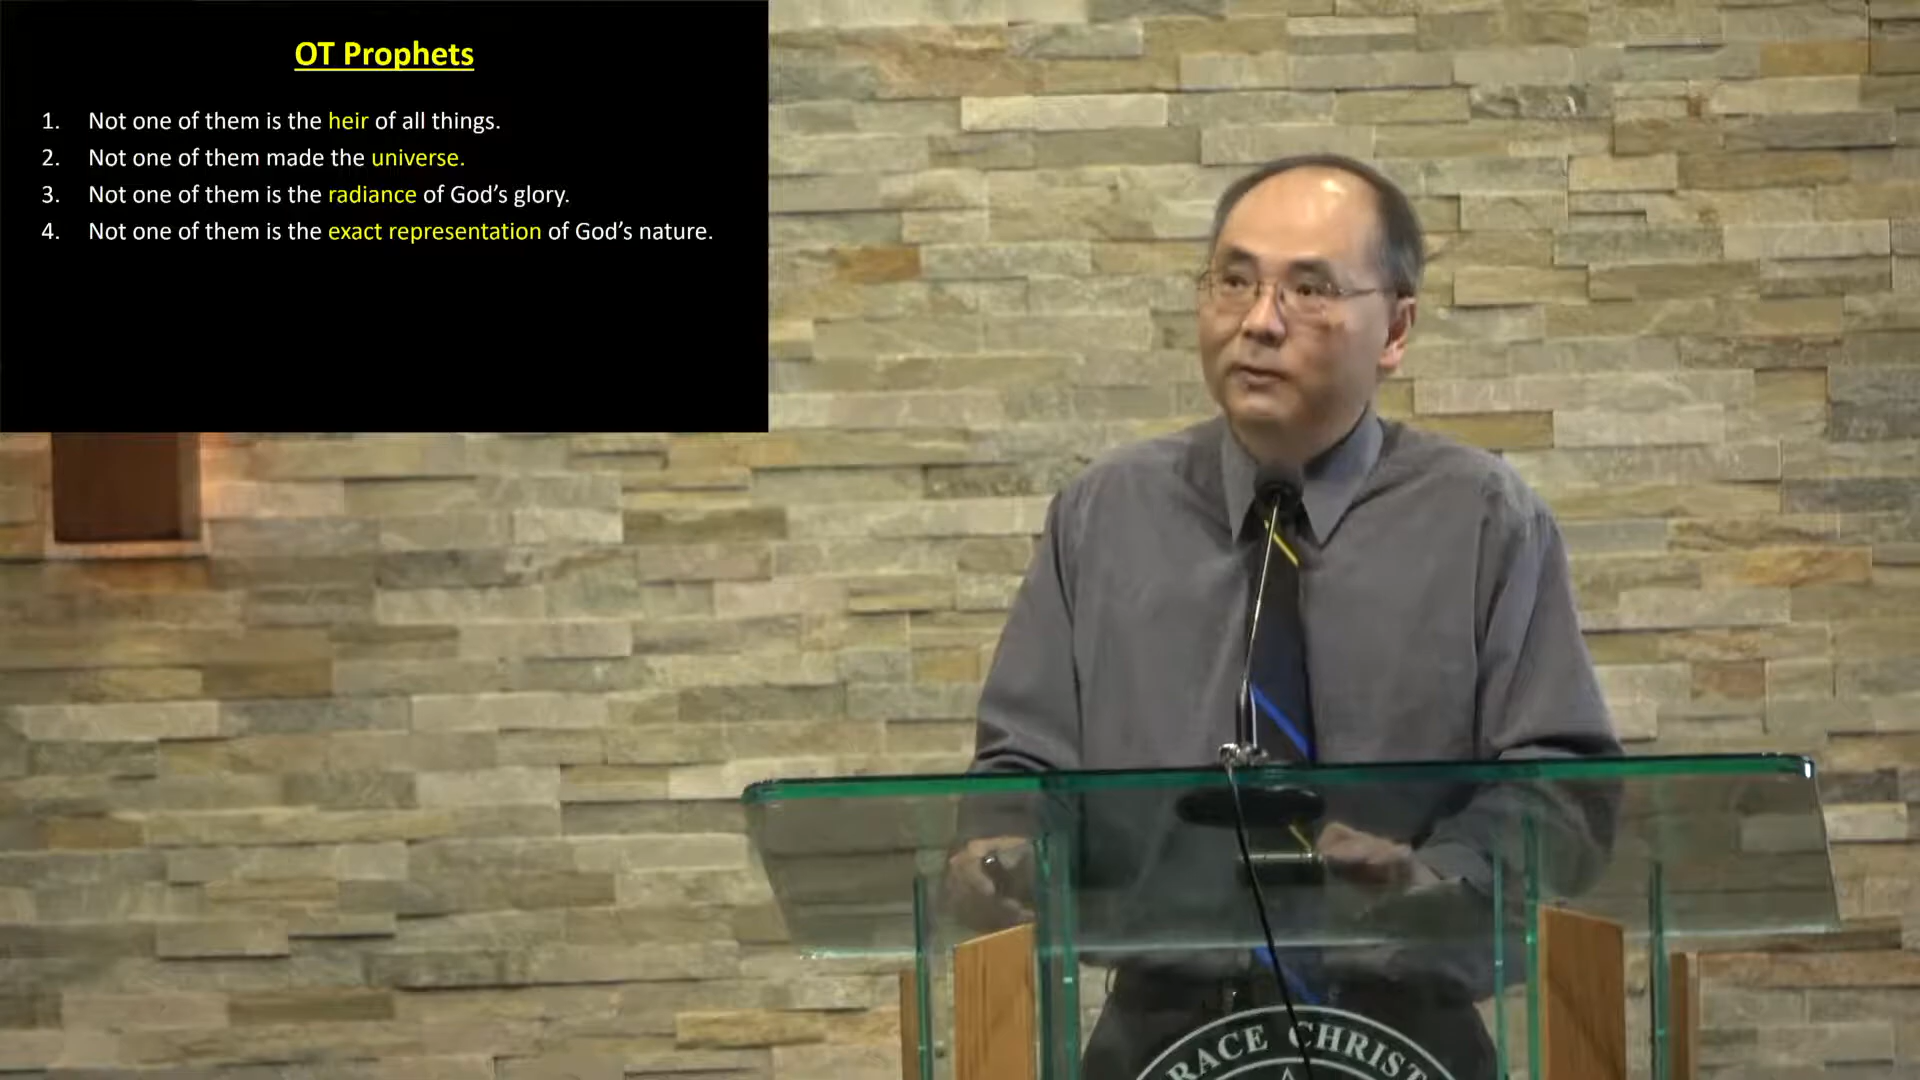 OT Prophets
1. Not one of them is the heir of all things.
2. Not one of them made the universe.
3. Not one of them is the radiance of God’s glory.
4. Not one of them is the exact representation of God’s nature.
RACE CHRIST